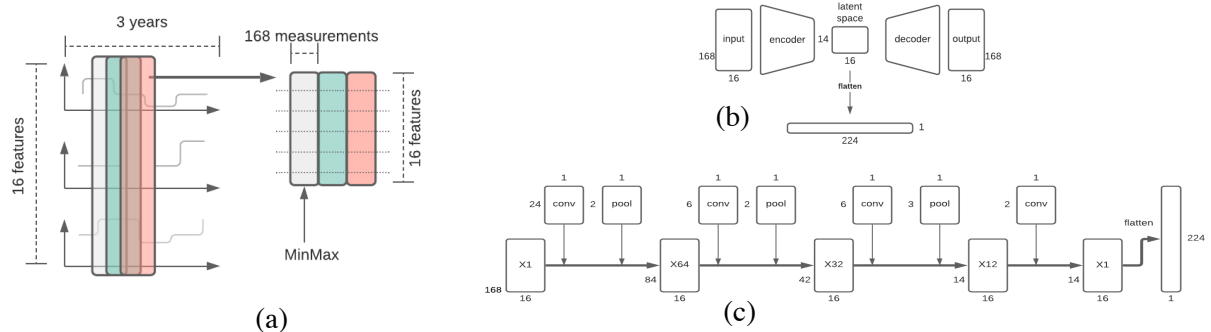 3 years
168 measurements
16 features
16 features
MinMax
(a)
latent
space
input
encoder
14
decoder
output
168
168
16
16
16
flatten
(b)
1
224
1
1
1
1
1
1
1
24
conv
2
pool
6
conv
2
pool
6
conv
3
pool
2
conv
flatten
X1
X64
X32
X12
X1
224
168
84
42
14
14
16
16
16
16
16
1
(c)